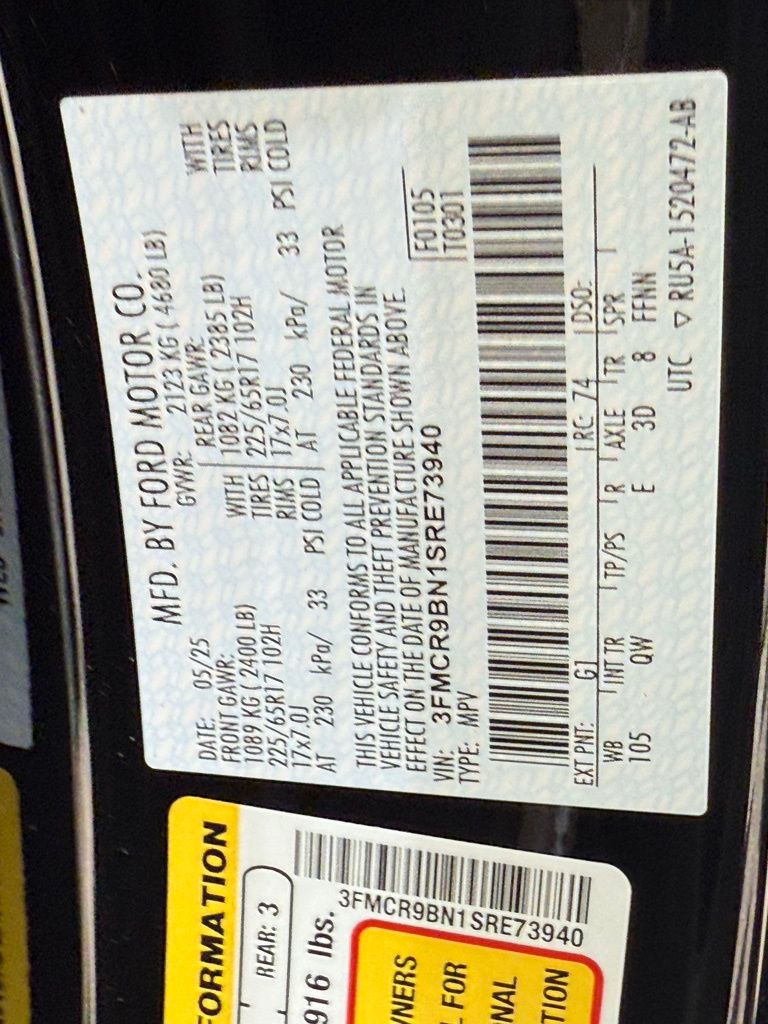 MFD. BY FORD MOTOR CO.
DATE: 05/25 GVWR: 2123 KG ( 4680 LB)
FRONT GAWR: REAR GAWR:
1089 KG ( 2400 LB) WITH 1082 KG ( 2385 LB) WITH
225/65R17 102H TIRES 225/65R17 102H TIRES
17x7.0J RIMS 17x7.0J RIMS
AT 230 kPa/ 33 PSI COLD AT 230 kPa/ 33 PSI COLD
THIS VEHICLE CONFORMS TO ALL APPLICABLE FEDERAL MOTOR
VEHICLE SAFETY AND THEFT PREVENTION STANDARDS IN
EFFECT ON THE DATE OF MANUFACTURE SHOWN ABOVE.
VIN: 3FMCR9BN1SRE73940 F0105
TYPE: MPV T0301
EXT PNT: G1 RC: 74 DSO:
WB INT TR TP/PS R AXLE TR SPR
105 QW E 3D 8 FFNN
UTC ▽ RU5A-1520472-AB
FORMATION
REAR: 3
916 lbs.
3FMCR9BN1SRE73940
FOR